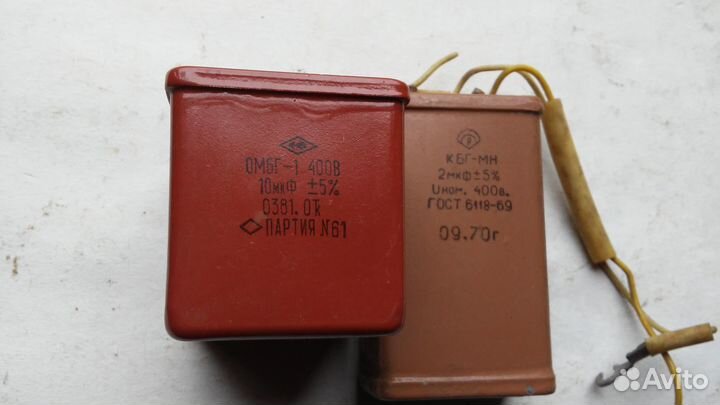 ОМБГ-1 400В
10мкФ ±5%
0381. ОТК
ПАРТИЯ N61
КБГ-МН
2мкФ±5%
Uном. 400в.
ГОСТ 6118-69
09.70г
Avito